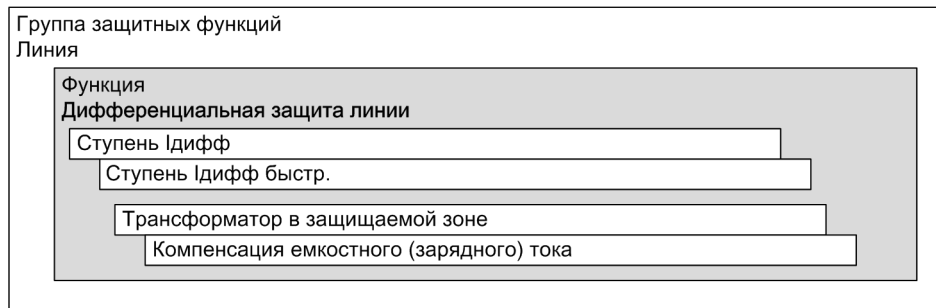 Группа защитных функций
Линия
Функция
Дифференциальная защита линии
Ступень Iдифф
Ступень Iдифф быстр.
Трансформатор в защищаемой зоне
Компенсация емкостного (зарядного) тока